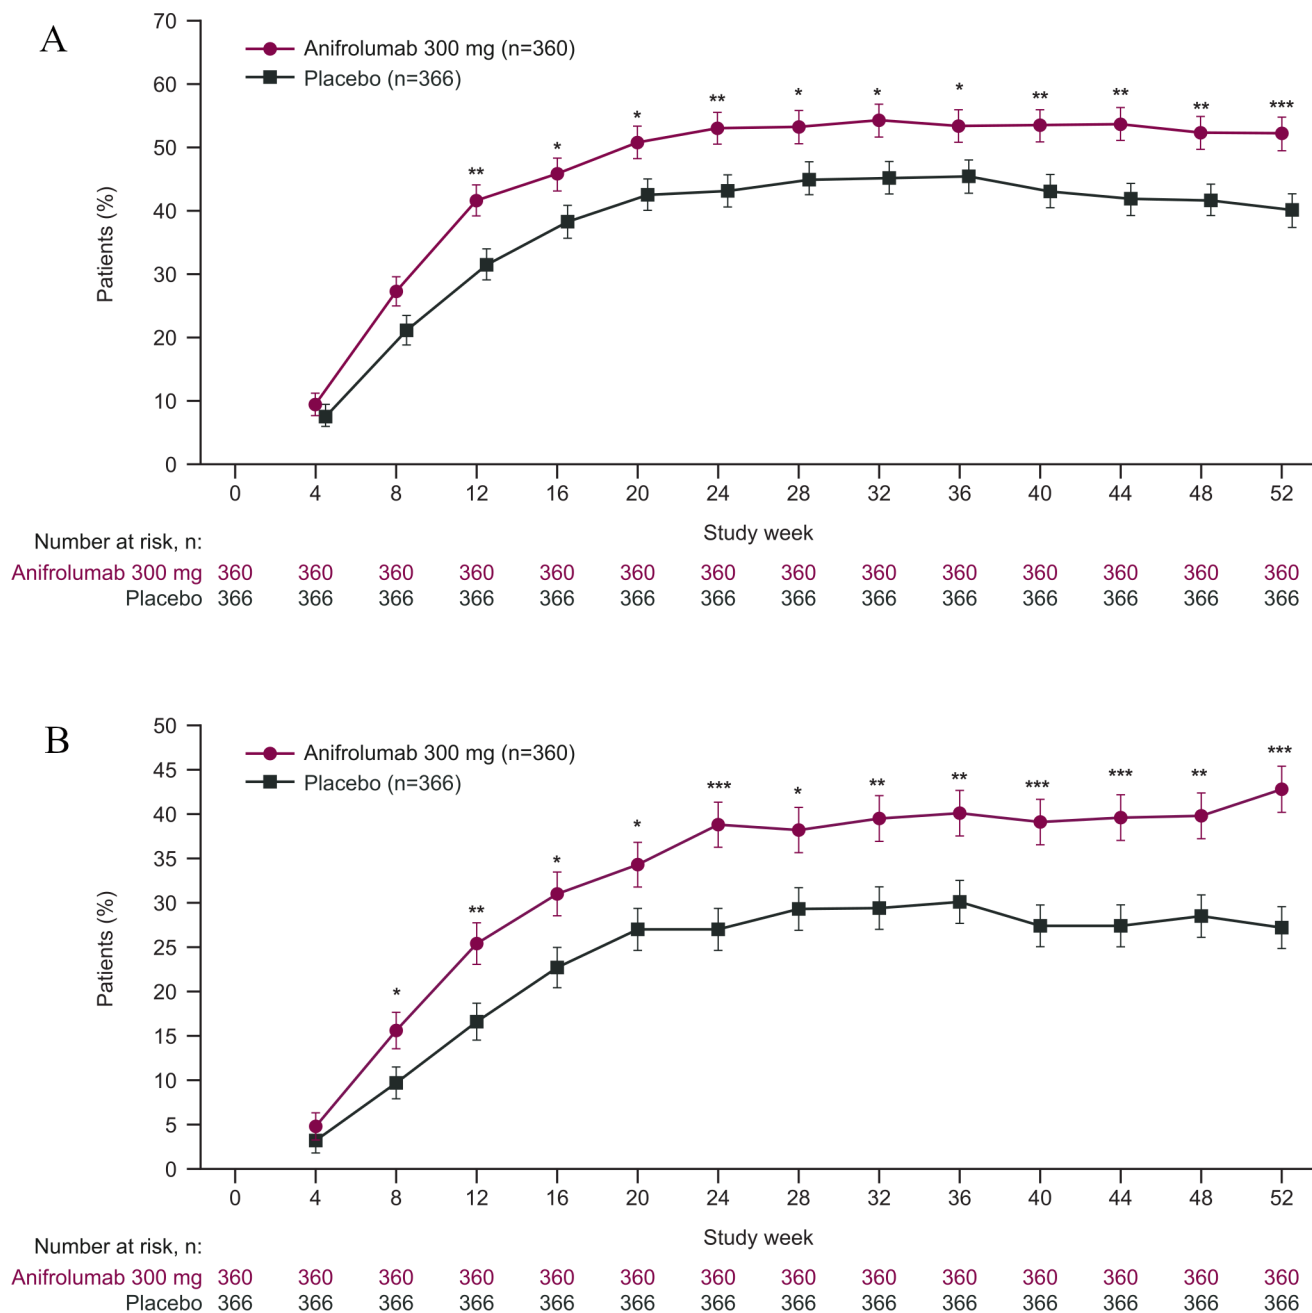 A
70
60
50
40
30
20
10
0
Patients (%)
Anifrolumab 300 mg (n=360)
Placebo (n=366)
** * * ** * * * ** ** ** ***
0 4 8 12 16 20 24 28 32 36 40 44 48 52
Study week
Number at risk, n:
Anifrolumab 300 mg 360 360 360 360 360 360 360 360 360 360 360 360 360 360
Placebo 366 366 366 366 366 366 366 366 366 366 366 366 366 366
B
50
45
40
35
30
25
20
15
10
5
0
Patients (%)
Anifrolumab 300 mg (n=360)
Placebo (n=366)
* ** * * *** * ** ** *** *** ** ***
0 4 8 12 16 20 24 28 32 36 40 44 48 52
Study week
Number at risk, n:
Anifrolumab 300 mg 360 360 360 360 360 360 360 360 360 360 360 360 360 360
Placebo 366 366 366 366 366 366 366 366 366 366 366 366 366 366